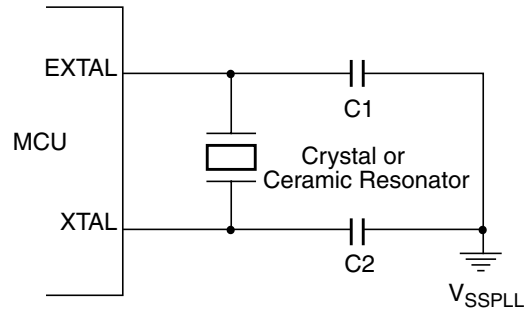 EXTAL
C1
MCU
Crystal or
Ceramic Resonator
XTAL
C2
VSSPLL